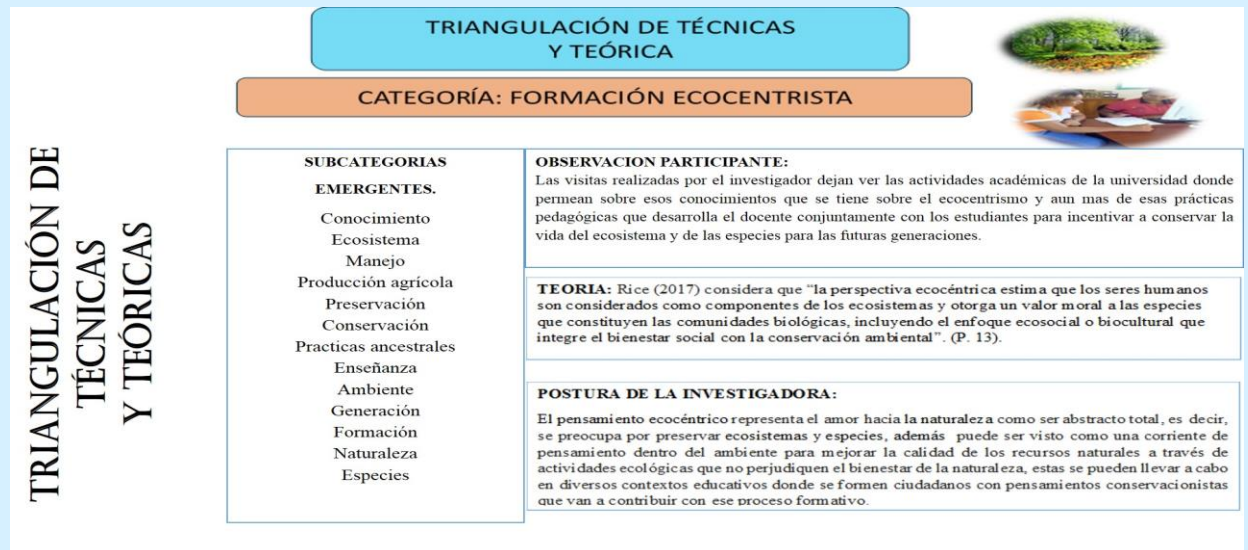 TRIANGULACIÓN DE TÉCNICAS
Y TEÓRICA
CATEGORÍA: FORMACIÓN ECOCENTRISTA
TRIANGULACIÓN DE
TÉCNICAS
Y TEÓRICAS
SUBCATEGORIAS
EMERGENTES.
Conocimiento
Ecosistema
Manejo
Producción agrícola
Preservación
Conservación
Practicas ancestrales
Enseñanza
Ambiente
Generación
Formación
Naturaleza
Especies
OBSERVACION PARTICIPANTE:
Las visitas realizadas por el investigador dejan ver las actividades académicas de la universidad donde
permean sobre esos conocimientos que se tiene sobre el ecocentrismo y aun mas de esas prácticas
pedagógicas que desarrolla el docente conjuntamente con los estudiantes para incentivar a conservar la
vida del ecosistema y de las especies para las futuras generaciones.
TEORIA: Rice (2017) considera que "la perspectiva ecocéntrica estima que los seres humanos
son considerados como componentes de los ecosistemas y otorga un valor moral a las especies
que constituyen las comunidades biológicas, incluyendo el enfoque ecosocial o biocultural que
integre el bienestar social con la conservación ambiental". (P. 13).
POSTURA DE LA INVESTIGADORA:
El pensamiento ecocéntrico representa el amor hacia la naturaleza como ser abstracto total, es decir,
se preocupa por preservar ecosistemas y especies, además puede ser visto como una corriente de
pensamiento dentro del ambiente para mejorar la calidad de los recursos naturales a través de
actividades ecológicas que no perjudiquen el bienestar de la naturaleza, estas se pueden llevar a cabo
en diversos contextos educativos donde se formen ciudadanos con pensamientos conservacionistas
que van a contribuir con ese proceso formativo.